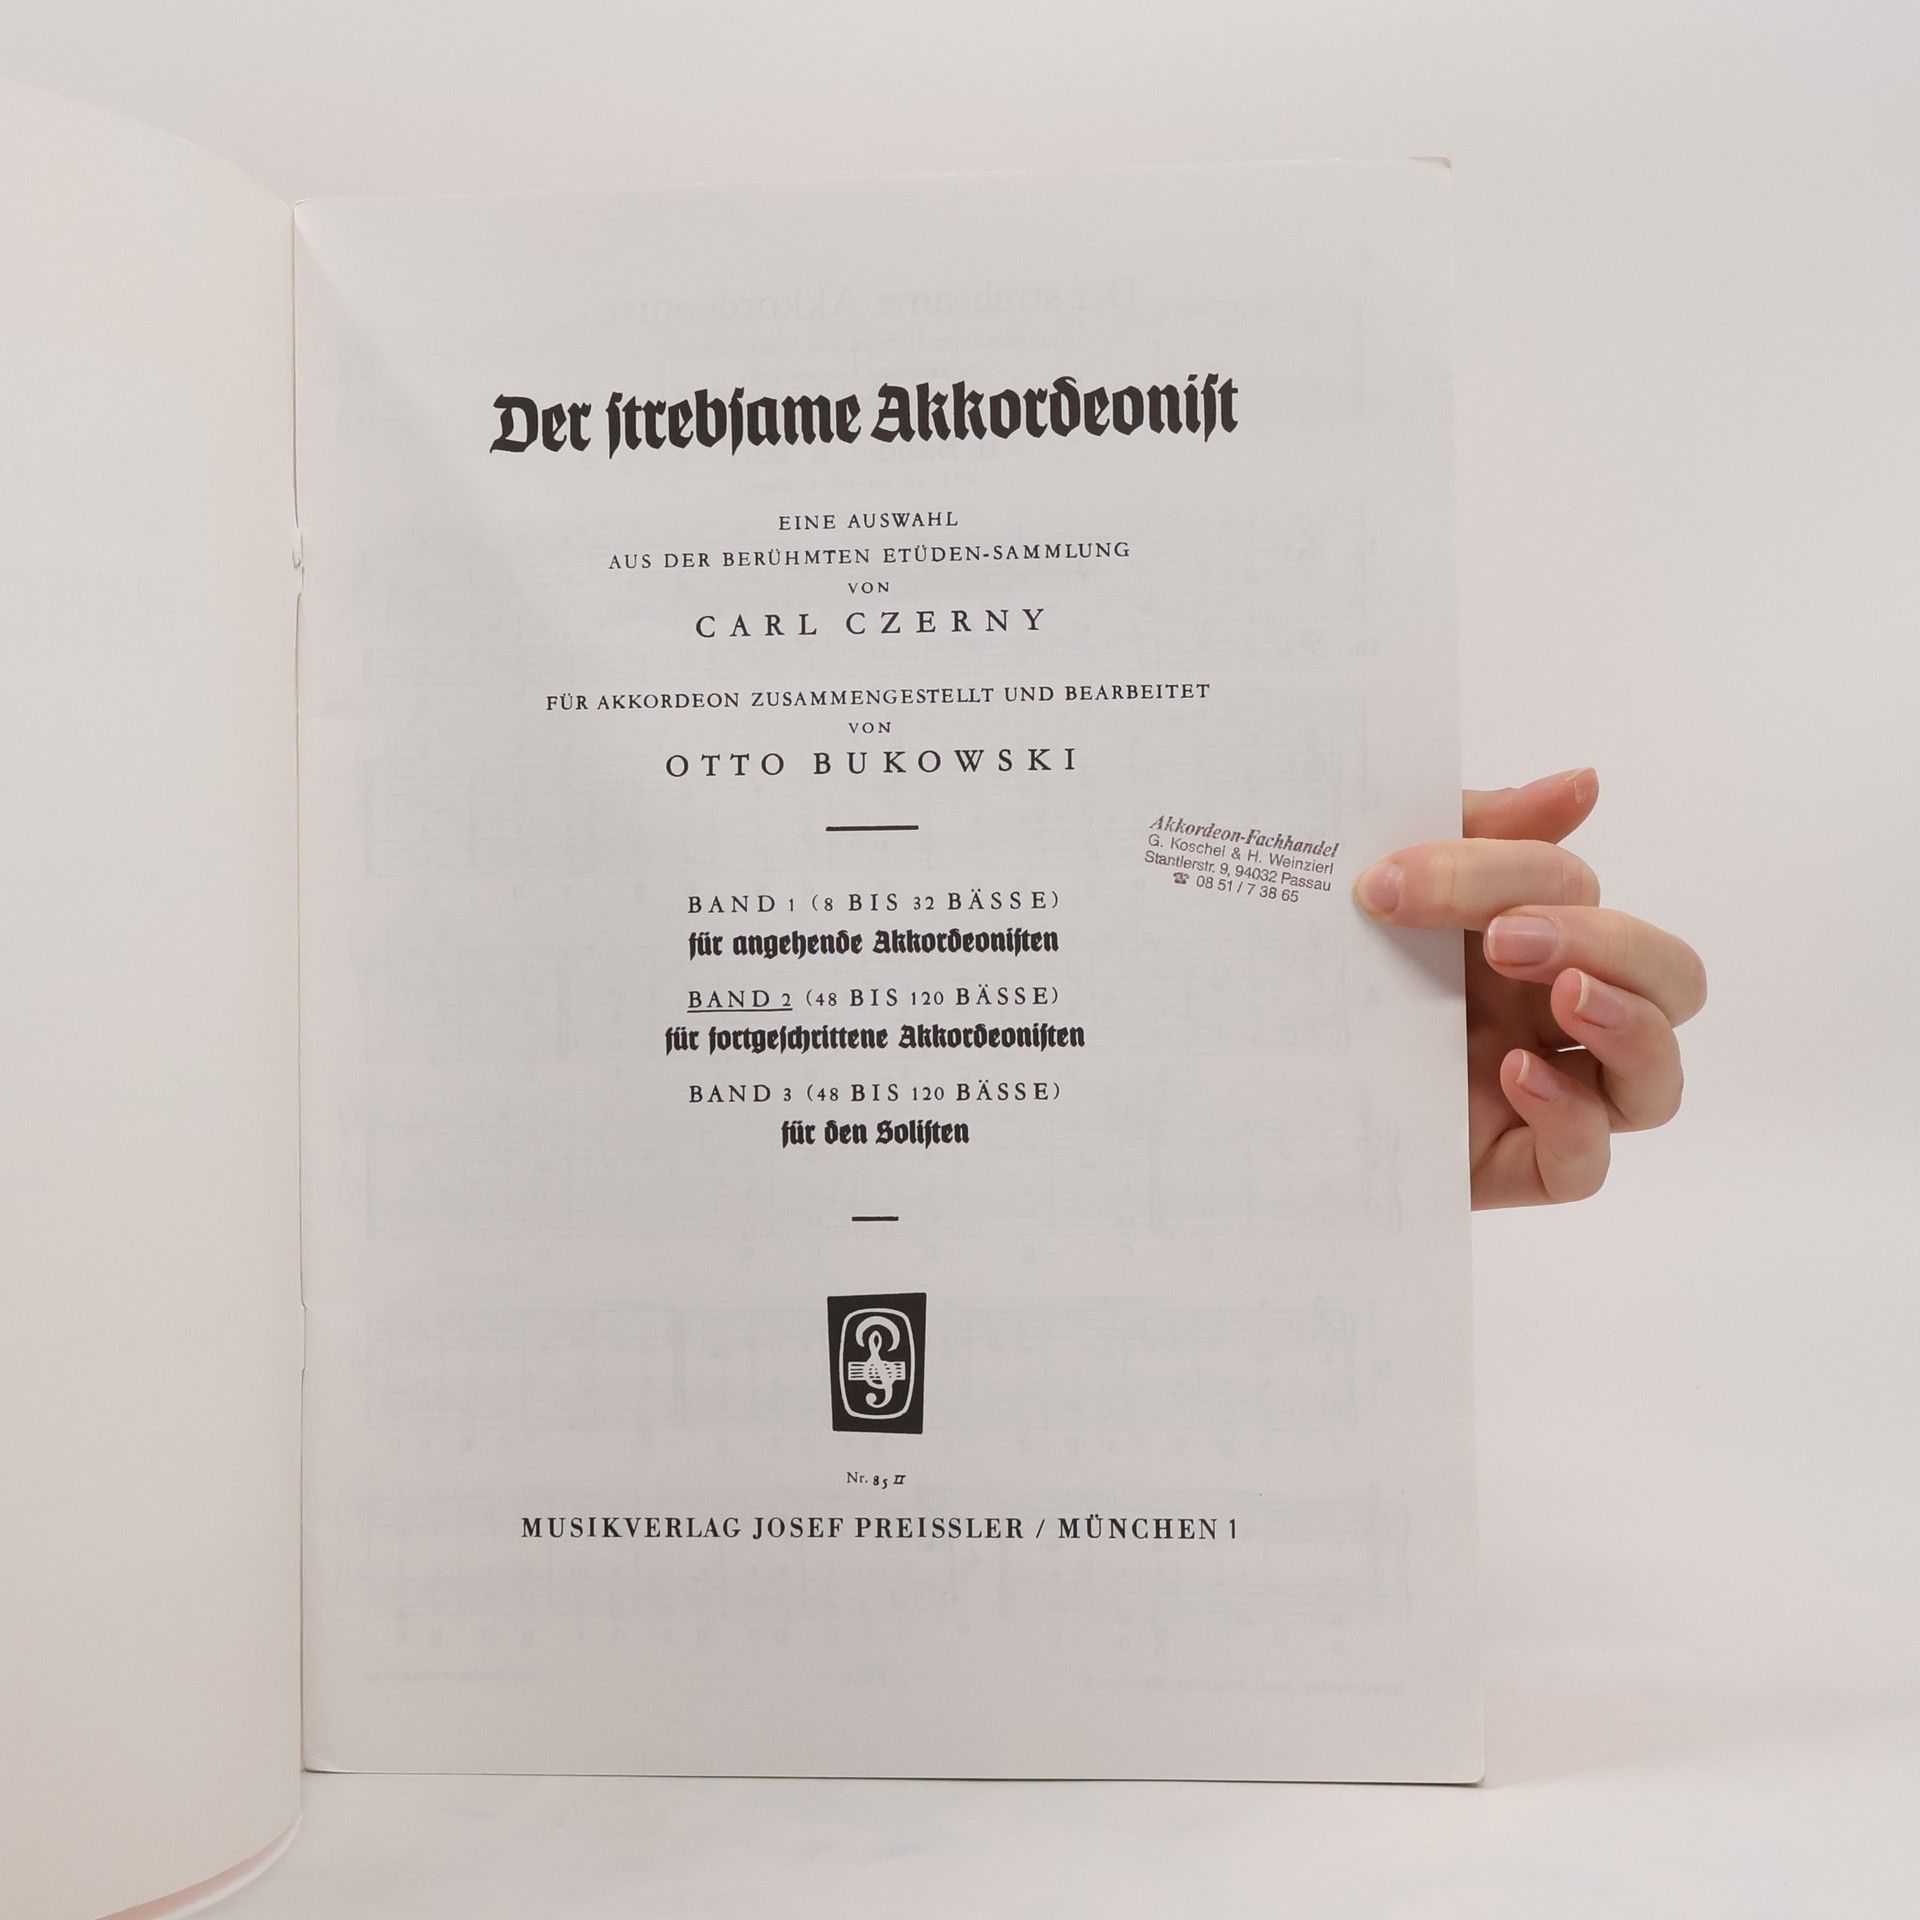 Der strebsame Akkordeonist
EINE AUSWAHL
AUS DER BERÜHMTEN ETÜDEN-SAMMLUNG
VON
CARL CZERNY
FÜR AKKORDEON ZUSAMMENGESTELLT UND BEARBEITET
VON
OTTO BUKOWSKI
Akkordeon-Fachhandel
G. Koschel & H. Weinzierl
Stantlerstr. 9, 94032 Passau
☎ 08 51 / 7 38 65
BAND 1 (8 BIS 32 BÄSSE)
für angehende Akkordeonisten
BAND 2 (48 BIS 120 BÄSSE)
für fortgeschrittene Akkordeonisten
BAND 3 (48 BIS 120 BÄSSE)
für den Solisten
Nr. 85 II
MUSIKVERLAG JOSEF PREISSLER / MÜNCHEN 1